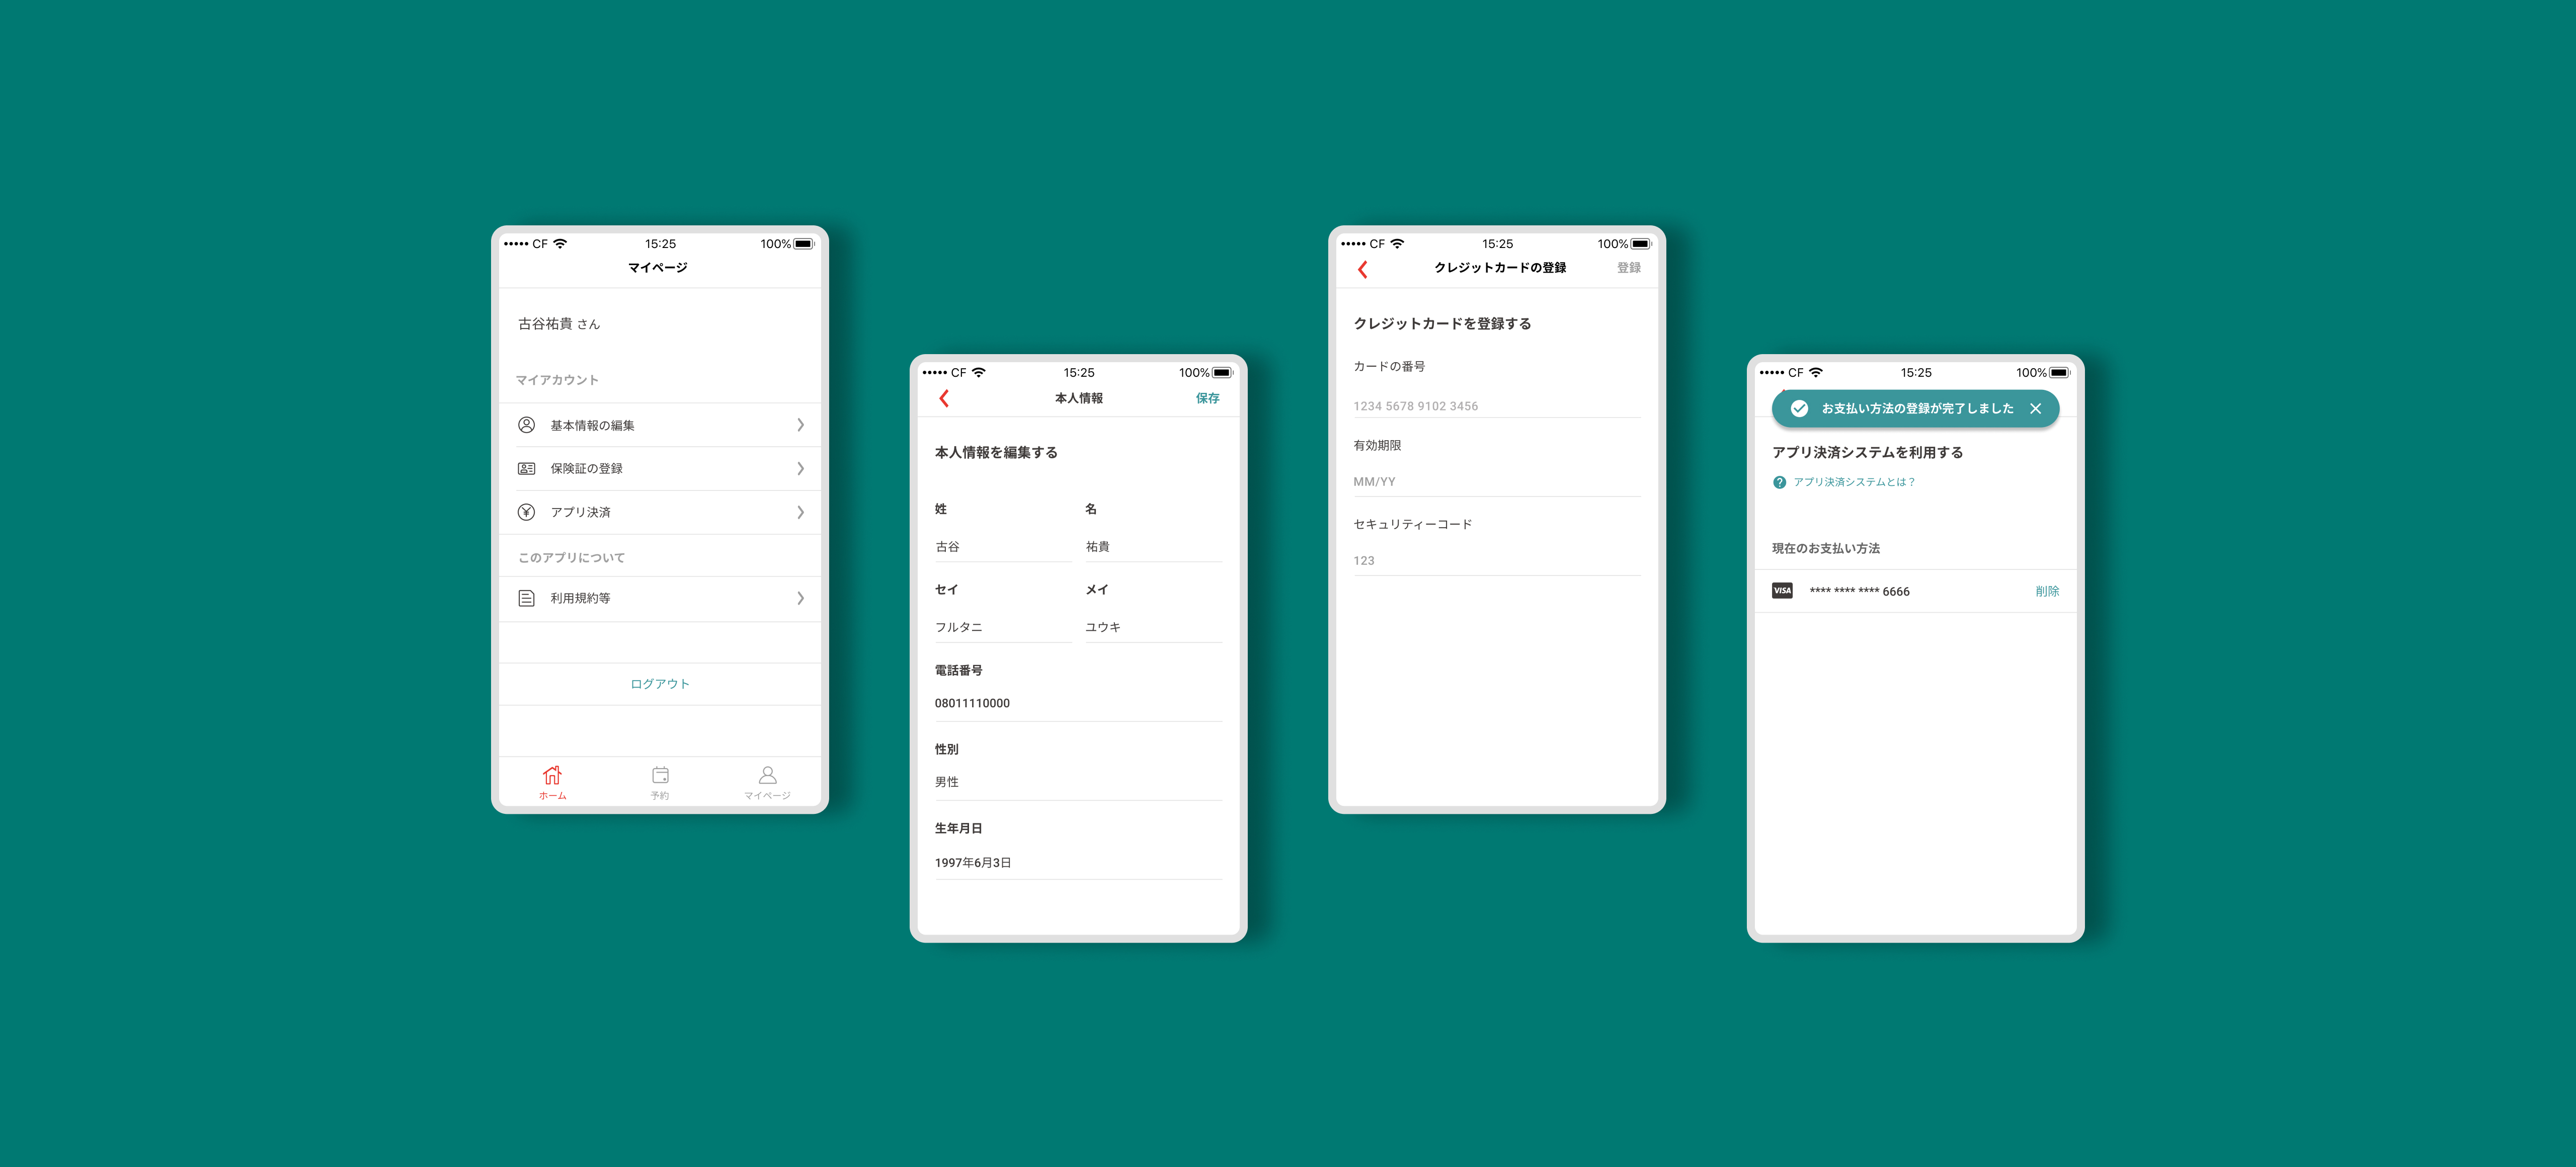 CF 15:25 100%
マイページ
古谷祐貴 さん
マイアカウント
基本情報の編集
保険証の登録
アプリ決済
このアプリについて
利用規約等
ログアウト
ホーム 予約 マイページ
CF 15:25 100%
本人情報 保存
本人情報を編集する
姓 名
古谷 祐貴
セイ メイ
フルタニ ユウキ
電話番号
08011110000
性別
男性
生年月日
1997年6月3日
CF 15:25 100%
クレジットカードの登録 登録
クレジットカードを登録する
カードの番号
1234 5678 9102 3456
有効期限
MM/YY
セキュリティーコード
123
CF 15:25 100%
お支払い方法の登録が完了しました
アプリ決済システムを利用する
アプリ決済システムとは？
現在のお支払い方法
VISA **** **** **** 6666 削除